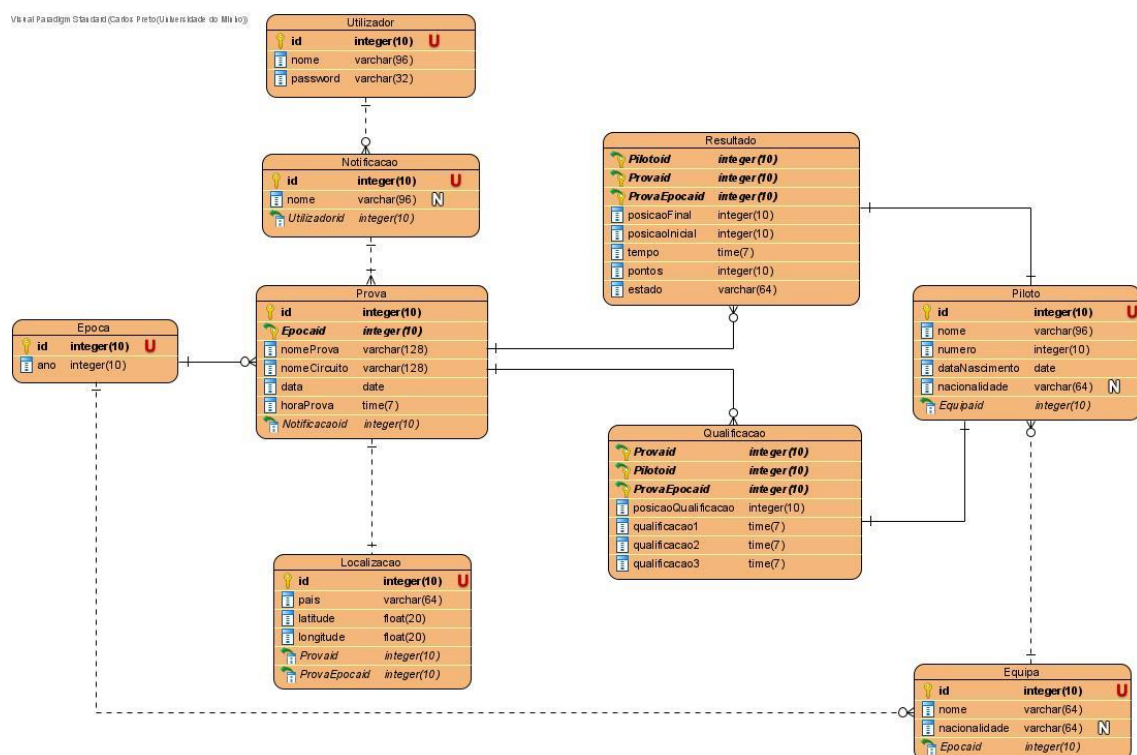 Visual Paradigm Standard(Carlos Preto(Universidade do Minho))
Utilizador
id integer(10) U
nome varchar(96)
password varchar(32)
Notificacao
id integer(10) U
nome varchar(96) N
Utilizadorid integer(10)
Resultado
Pilotoid integer(10)
Provaid integer(10)
ProvaEpocaid integer(10)
posicaoFinal integer(10)
posicaoInicial integer(10)
tempo time(7)
pontos integer(10)
estado varchar(64)
Prova
id integer(10)
Epocaid integer(10)
nomeProva varchar(128)
nomeCircuito varchar(128)
data date
horaProva time(7)
Notificacaoid integer(10)
Epoca
id integer(10) U
ano integer(10)
Piloto
id integer(10) U
nome varchar(96)
numero integer(10)
dataNascimento date
nacionalidade varchar(64) N
Equipaid integer(10)
Qualificacao
Provaid integer(10)
Pilotoid integer(10)
ProvaEpocaid integer(10)
posicaoQualificacao integer(10)
qualificacao1 time(7)
qualificacao2 time(7)
qualificacao3 time(7)
Localizacao
id integer(10) U
pais varchar(64)
latitude float(20)
longitude float(20)
Provaid integer(10)
ProvaEpocaid integer(10)
Equipa
id integer(10) U
nome varchar(64)
nacionalidade varchar(64) N
Epocaid integer(10)